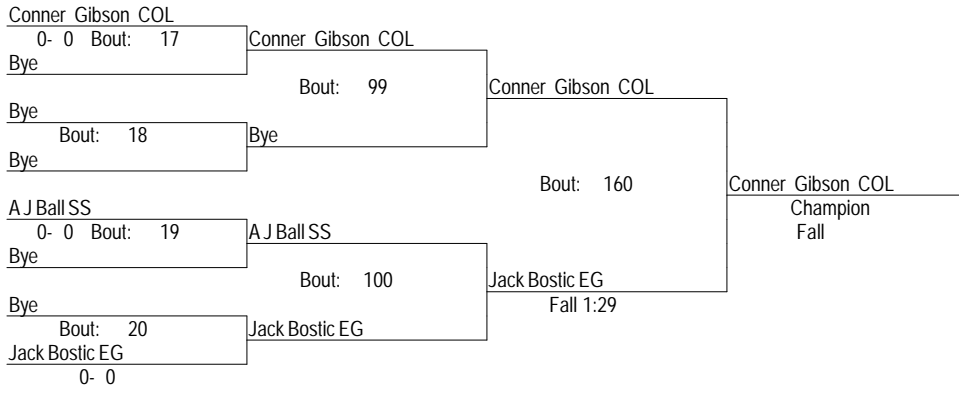 Conner Gibson COL
0- 0 Bout: 17
Conner Gibson COL
Bye
Bout: 99
Conner Gibson COL
Bye
Bout: 18
Bye
Bye
Bout: 160
Conner Gibson COL
A J Ball SS
Champion
0- 0 Bout: 19
A J Ball SS
Fall
Bye
Bout: 100
Jack Bostic EG
Bye
Fall 1:29
Bout: 20
Jack Bostic EG
Jack Bostic EG
0- 0